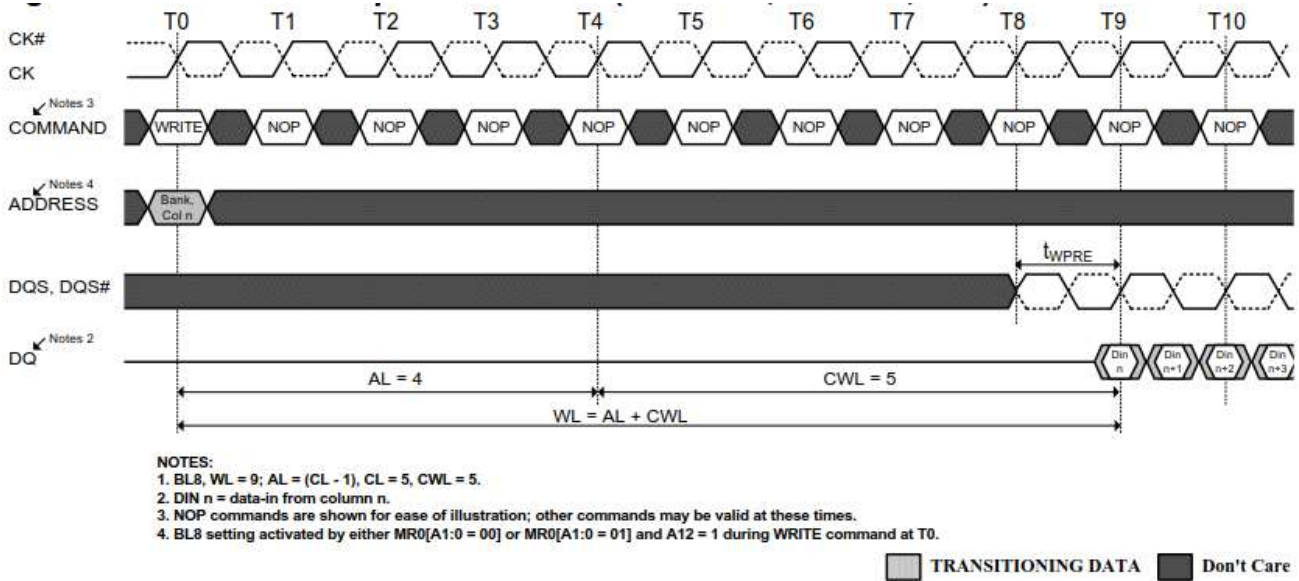 T0 T1 T2 T3 T4 T5 T6 T7 T8 T9 T10
CK#
CK
Notes 3
COMMAND WRITE NOP NOP NOP NOP NOP NOP NOP NOP NOP NOP
Notes 4
ADDRESS Bank,
Col n
tWPRE
DQS, DQS#
Notes 2
DQ Din n Din n+1 Din n+2 Din n+3
AL = 4 CWL = 5
WL = AL + CWL
NOTES:
1. BL8, WL = 9; AL = (CL - 1), CL = 5, CWL = 5.
2. DIN n = data-in from column n.
3. NOP commands are shown for ease of illustration; other commands may be valid at these times.
4. BL8 setting activated by either MR0[A1:0 = 00] or MR0[A1:0 = 01] and A12 = 1 during WRITE command at T0.
TRANSITIONING DATA Don't Care